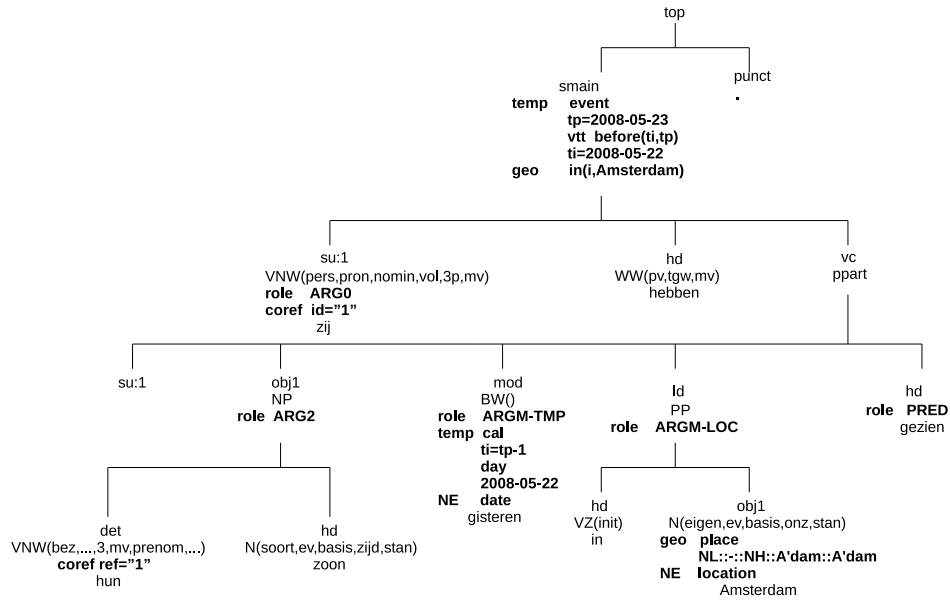 top
smain
punct
temp event
.
tp=2008-05-23
vtt before(ti,tp)
ti=2008-05-22
geo in(i,Amsterdam)
su:1
VNW(pers,pron,nomin,vol,3p,mv)
role ARG0
coref id="1"
zij
hd
WW(pv,tgw,mv)
hebben
vc
ppart
su:1
obj1
NP
role ARG2
mod
BW()
role ARGM-TMP
temp cal
ti=tp-1
day
2008-05-22
NE date
gisteren
ld
PP
role ARGM-LOC
hd
role PRED
gezien
det
VNW(bez,...,3,mv,prenom,...)
coref ref="1"
hun
hd
N(soort,ev,basis,zijd,stan)
zoon
hd
VZ(init)
in
obj1
N(eigen,ev,basis,onz,stan)
geo place
NL::-::NH::A'dam::A'dam
NE location
Amsterdam